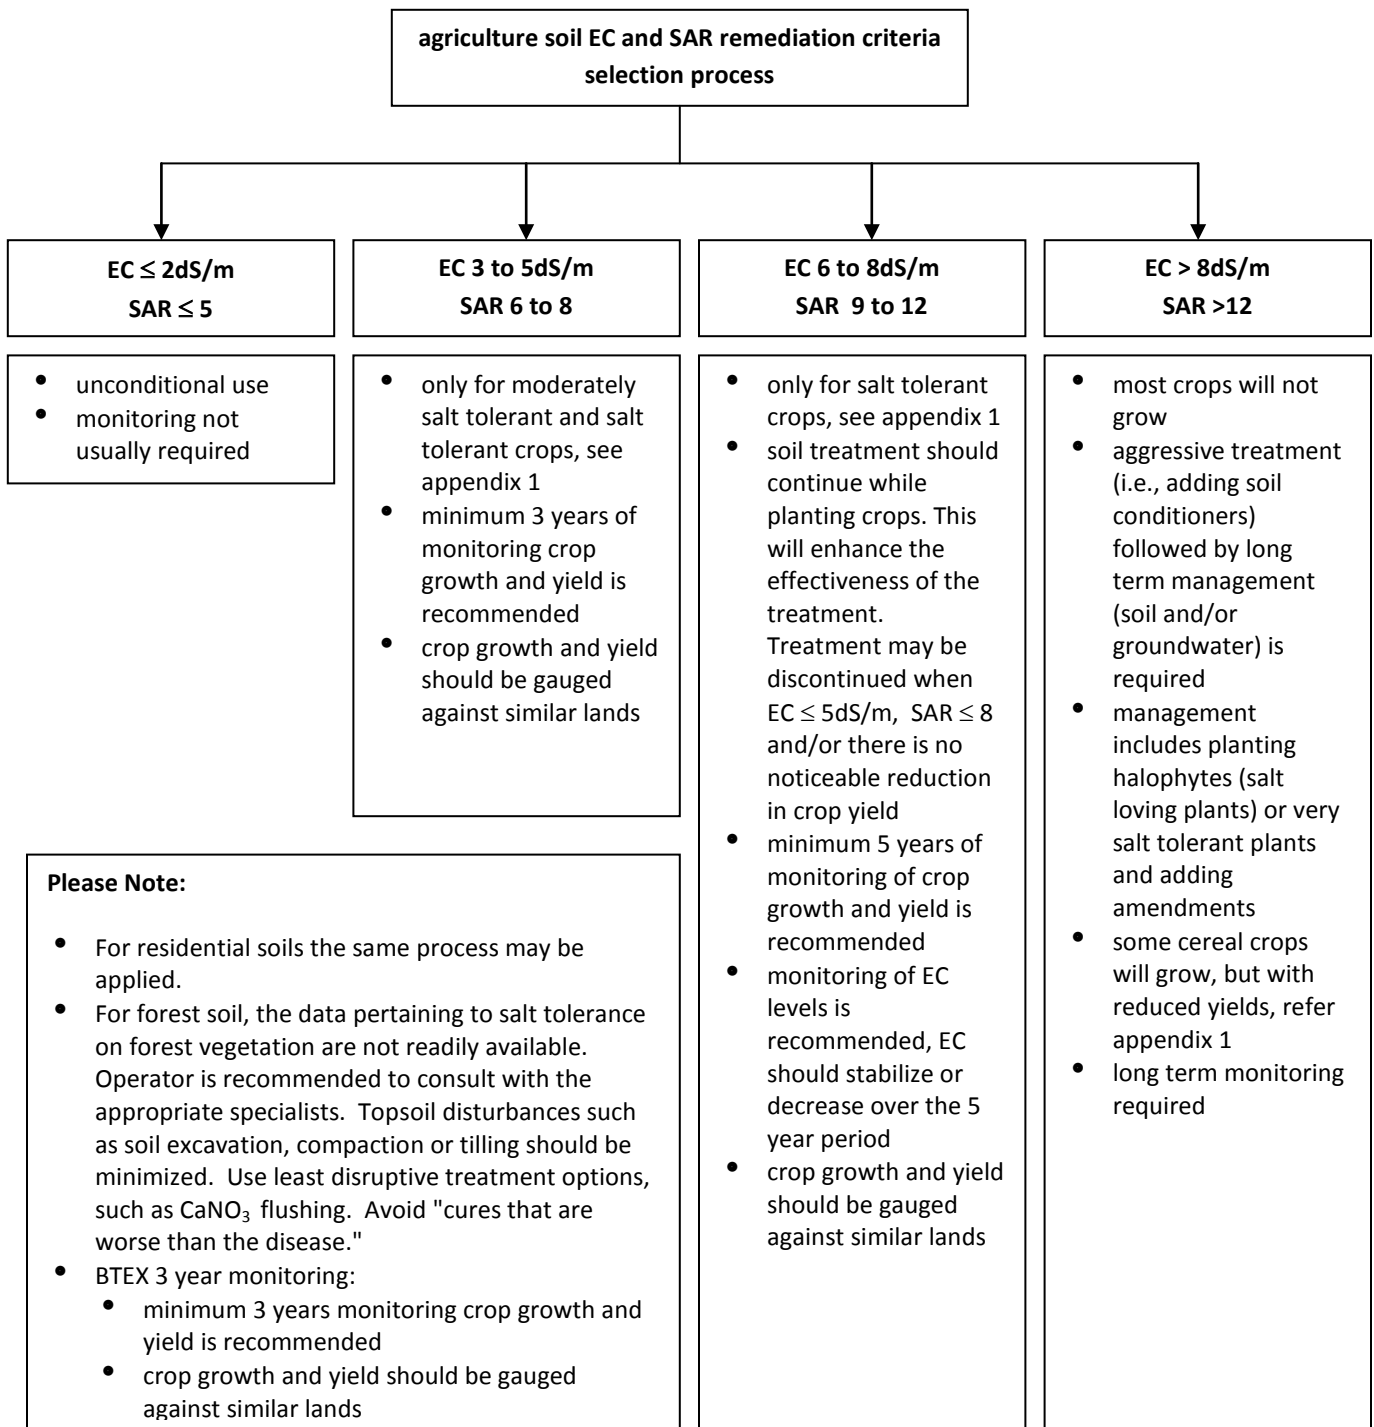 agriculture soil EC and SAR remediation criteria
selection process
EC ≤ 2dS/m
SAR ≤ 5
• unconditional use
• monitoring not
usually required
EC 3 to 5dS/m
SAR 6 to 8
• only for moderately
salt tolerant and salt
tolerant crops, see
appendix 1
• minimum 3 years of
monitoring crop
growth and yield is
recommended
• crop growth and yield
should be gauged
against similar lands
EC 6 to 8dS/m
SAR 9 to 12
• only for salt tolerant
crops, see appendix 1
• soil treatment should
continue while
planting crops. This
will enhance the
effectiveness of the
treatment.
Treatment may be
discontinued when
EC ≤ 5dS/m, SAR ≤ 8
and/or there is no
noticeable reduction
in crop yield
• minimum 5 years of
monitoring of crop
growth and yield is
recommended
• monitoring of EC
levels is
recommended, EC
should stabilize or
decrease over the 5
year period
• crop growth and yield
should be gauged
against similar lands
EC > 8dS/m
SAR >12
• most crops will not
grow
• aggressive treatment
(i.e., adding soil
conditioners)
followed by long
term management
(soil and/or
groundwater) is
required
• management
includes planting
halophytes (salt
loving plants) or very
salt tolerant plants
and adding
amendments
• some cereal crops
will grow, but with
reduced yields, refer
appendix 1
• long term monitoring
required
Please Note:
• For residential soils the same process may be
applied.
• For forest soil, the data pertaining to salt tolerance
on forest vegetation are not readily available.
Operator is recommended to consult with the
appropriate specialists. Topsoil disturbances such
as soil excavation, compaction or tilling should be
minimized. Use least disruptive treatment options,
such as CaNO₃ flushing. Avoid "cures that are
worse than the disease."
• BTEX 3 year monitoring:
• minimum 3 years monitoring crop growth and
yield is recommended
• crop growth and yield should be gauged
against similar lands